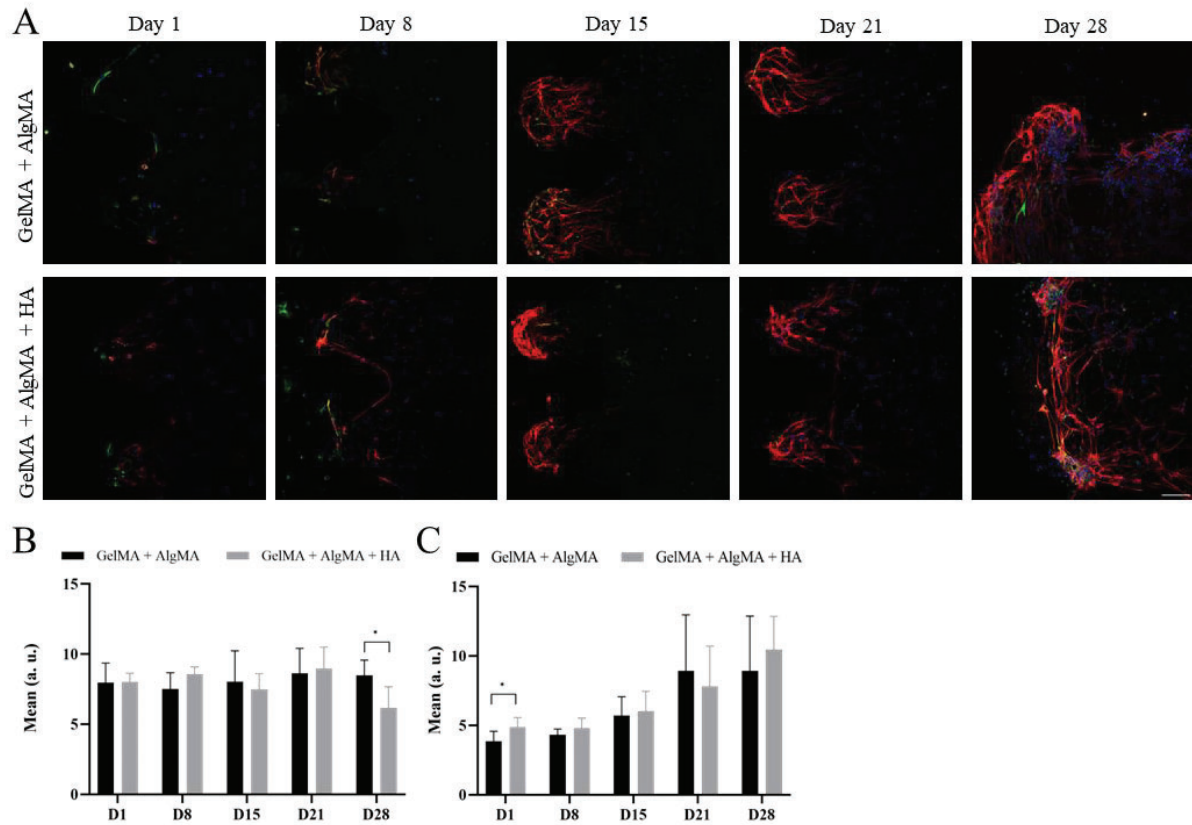 A
Day 1 Day 8 Day 15 Day 21 Day 28
GelMA + AlgMA
GelMA + AlgMA + HA
B
GelMA + AlgMA GelMA + AlgMA + HA
Mean (a. u.)
15
10
5
0
*
D1 D8 D15 D21 D28
C
GelMA + AlgMA GelMA + AlgMA + HA
Mean (a. u.)
15
10
5
0
*
D1 D8 D15 D21 D28